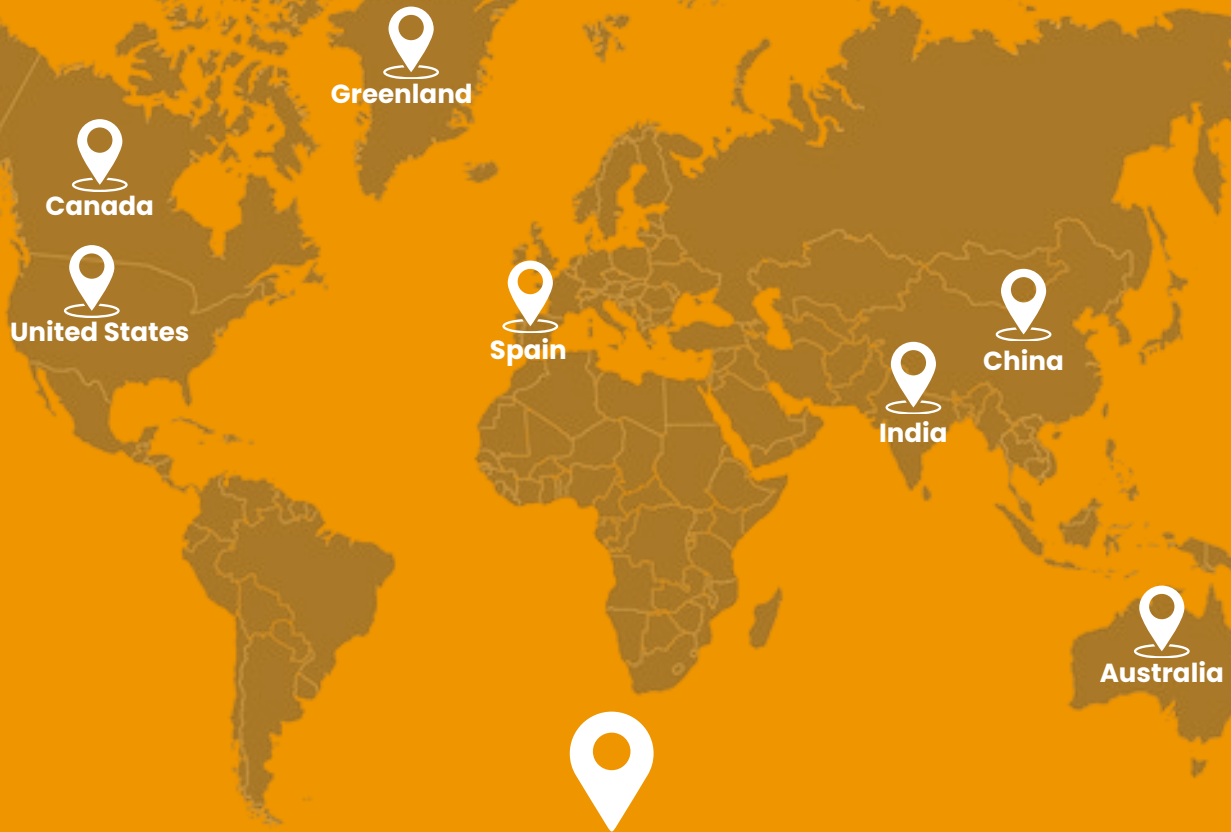 Greenland
Canada
United States
Spain
China
India
Australia